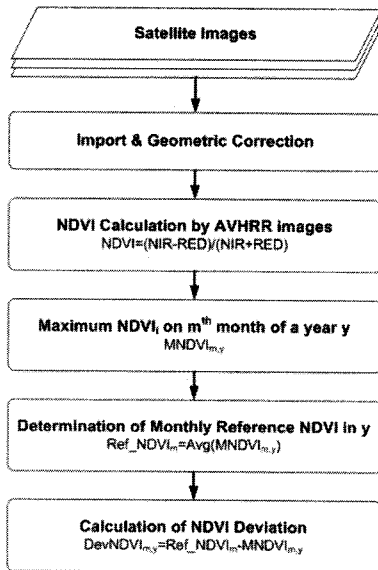 Satellite Images
Import & Geometric Correction
NDVI Calculation by AVHRR images
NDVI=(NIR-RED)/(NIR+RED)
Maximum NDVIᵢ on mᵗʰ month of a year y
MNDVIₘ,ᵧ
Determination of Monthly Reference NDVI in y
Ref_NDVIₘ=Avg(MNDVIₘ,ᵧ)
Calculation of NDVI Deviation
DevNDVIₘ,ᵧ=Ref_NDVIₘ-MNDVIₘ,ᵧ